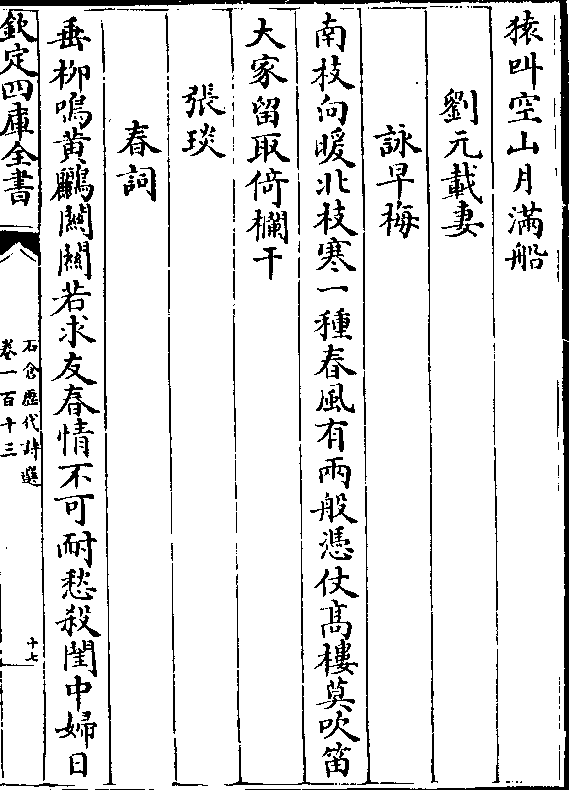 猿叫空山月滿船
劉元載妻
詠早梅
南枝向暖北枝寒一種春風有兩般憑仗髙樓莫吹笛
大家留取倚欄干
張琰
春詞
垂柳鳴黃鸝關關若求友春情不可耐愁殺閨中婦日
欽定四庫全書
石倉歷代詩選
卷一百十三
十七